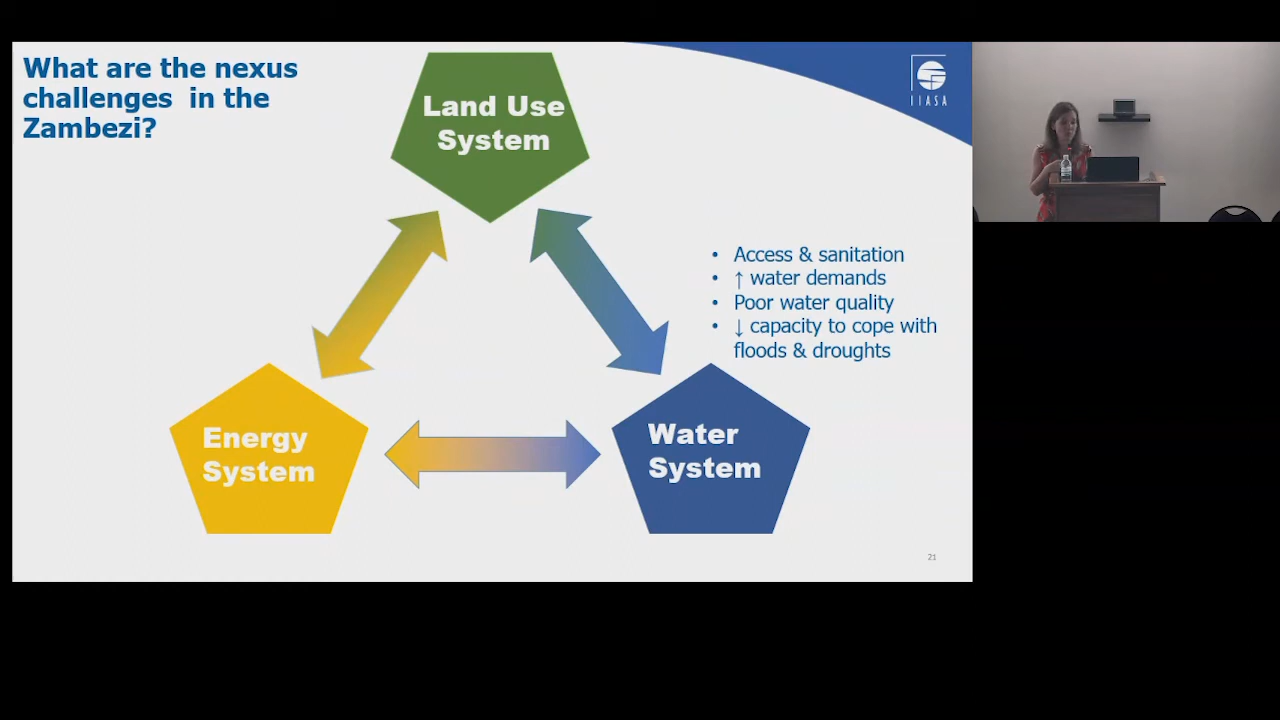 What are the nexus
challenges in the
Zambezi?
Land Use
System
IIASA
• Access & sanitation
• ↑ water demands
• Poor water quality
• ↓ capacity to cope with
floods & droughts
Energy
System
Water
System
21